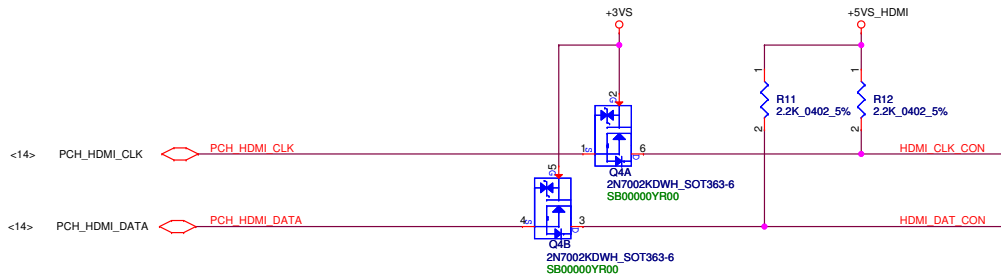 +3VS
+5VS_HDMI
1
1
2
G
R11
R12
2.2K_0402_5%
2.2K_0402_5%
2
2
<14>
PCH_HDMI_CLK
PCH_HDMI_CLK
1
S
D
6
HDMI_CLK_CON
5
G
Q4A
2N7002KDWH_SOT363-6
SB00000YR00
<14>
PCH_HDMI_DATA
PCH_HDMI_DATA
4
S
D
3
HDMI_DAT_CON
Q4B
2N7002KDWH_SOT363-6
SB00000YR00